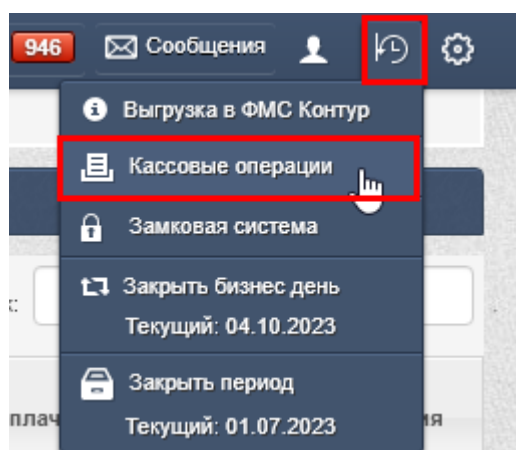 946 Сообщения
Выгрузка в ФМС Контур
Кассовые операции
Замковая система
Закрыть бизнес день
Текущий: 04.10.2023
Закрыть период
Текущий: 01.07.2023